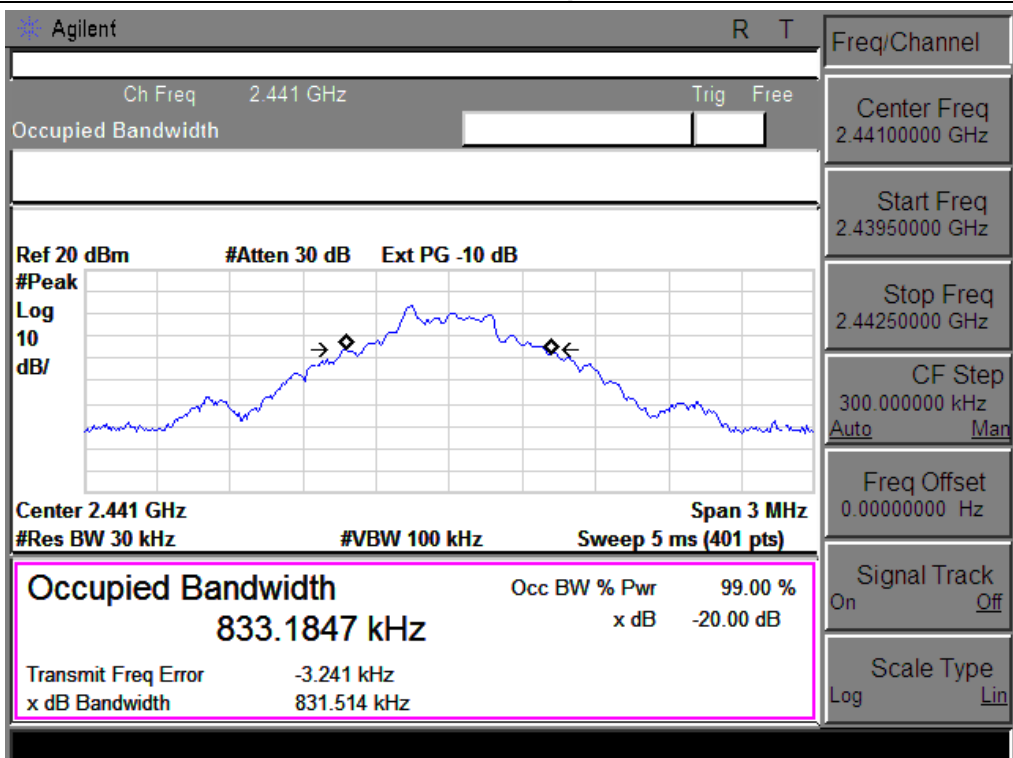 Agilent R T
Ch Freq 2.441 GHz Trig Free
Occupied Bandwidth
Ref 20 dBm #Atten 30 dB Ext PG -10 dB
#Peak
Log
10
dB/
Center 2.441 GHz Span 3 MHz
#Res BW 30 kHz #VBW 100 kHz Sweep 5 ms (401 pts)
Occupied Bandwidth Occ BW % Pwr 99.00 %
833.1847 kHz x dB -20.00 dB
Transmit Freq Error -3.241 kHz
x dB Bandwidth 831.514 kHz
Freq/Channel
Center Freq
2.44100000 GHz
Start Freq
2.43950000 GHz
Stop Freq
2.44250000 GHz
CF Step
300.000000 kHz
Auto Man
Freq Offset
0.00000000 Hz
Signal Track
On Off
Scale Type
Log Lin